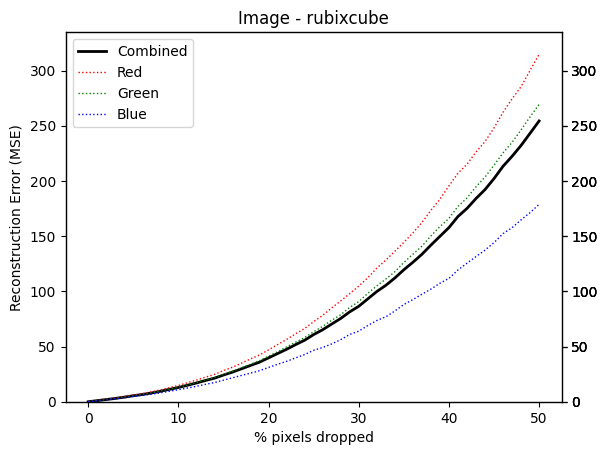 Image - rubixcube
Combined
Red
Green
Blue
Reconstruction Error (MSE)
300
250
200
150
100
50
0
300
250
200
150
100
50
0
0 10 20 30 40 50
% pixels dropped